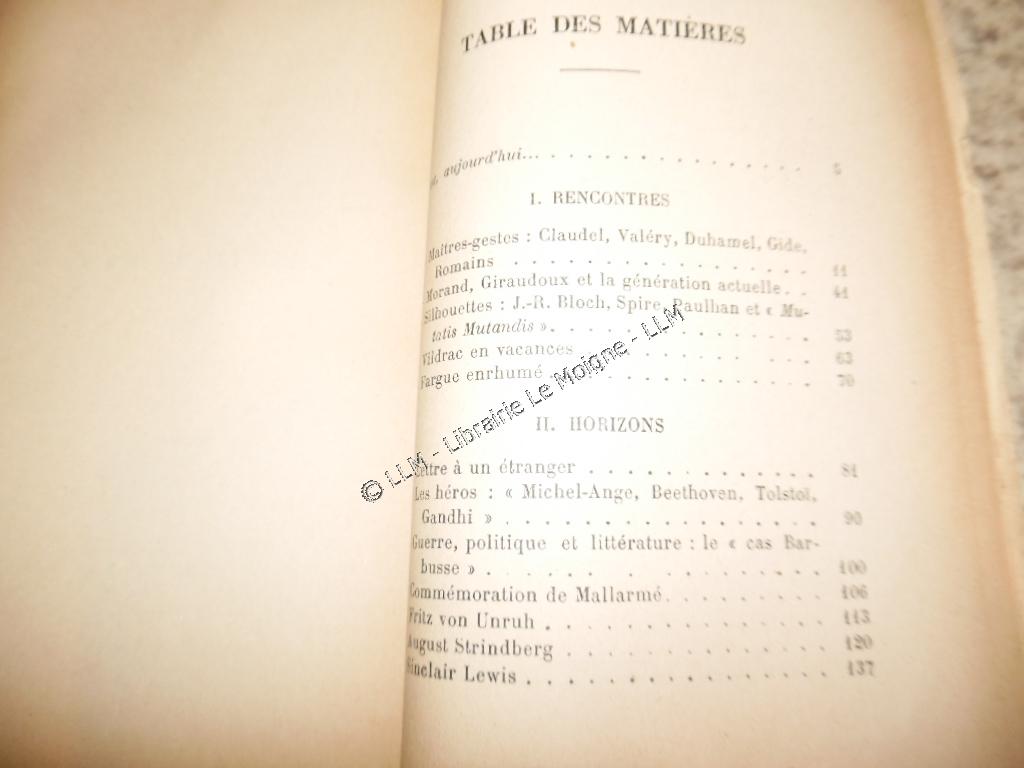 TABLE DES MATIÈRES
aujourd'hui... 5
I. RENCONTRES
Maîtres-gestes : Claudel, Valéry, Duhamel, Gide,
Romains 11
Morand, Giraudoux et la génération actuelle. 41
Silhouettes : J.-R. Bloch, Spire, Paulhan et « Mu-
tatis Mutandis ». 53
Vildrac en vacances 63
Fargue enrhumé 70
© LLM - Librairie Le Moigne - LLM
II. HORIZONS
Lettre à un étranger 81
Les héros : « Michel-Ange, Beethoven, Tolstoï,
Gandhi » 90
Guerre, politique et littérature : le « cas Bar-
busse » 100
Commémoration de Mallarmé 106
Fritz von Unruh 113
August Strindberg 120
Sinclair Lewis 137